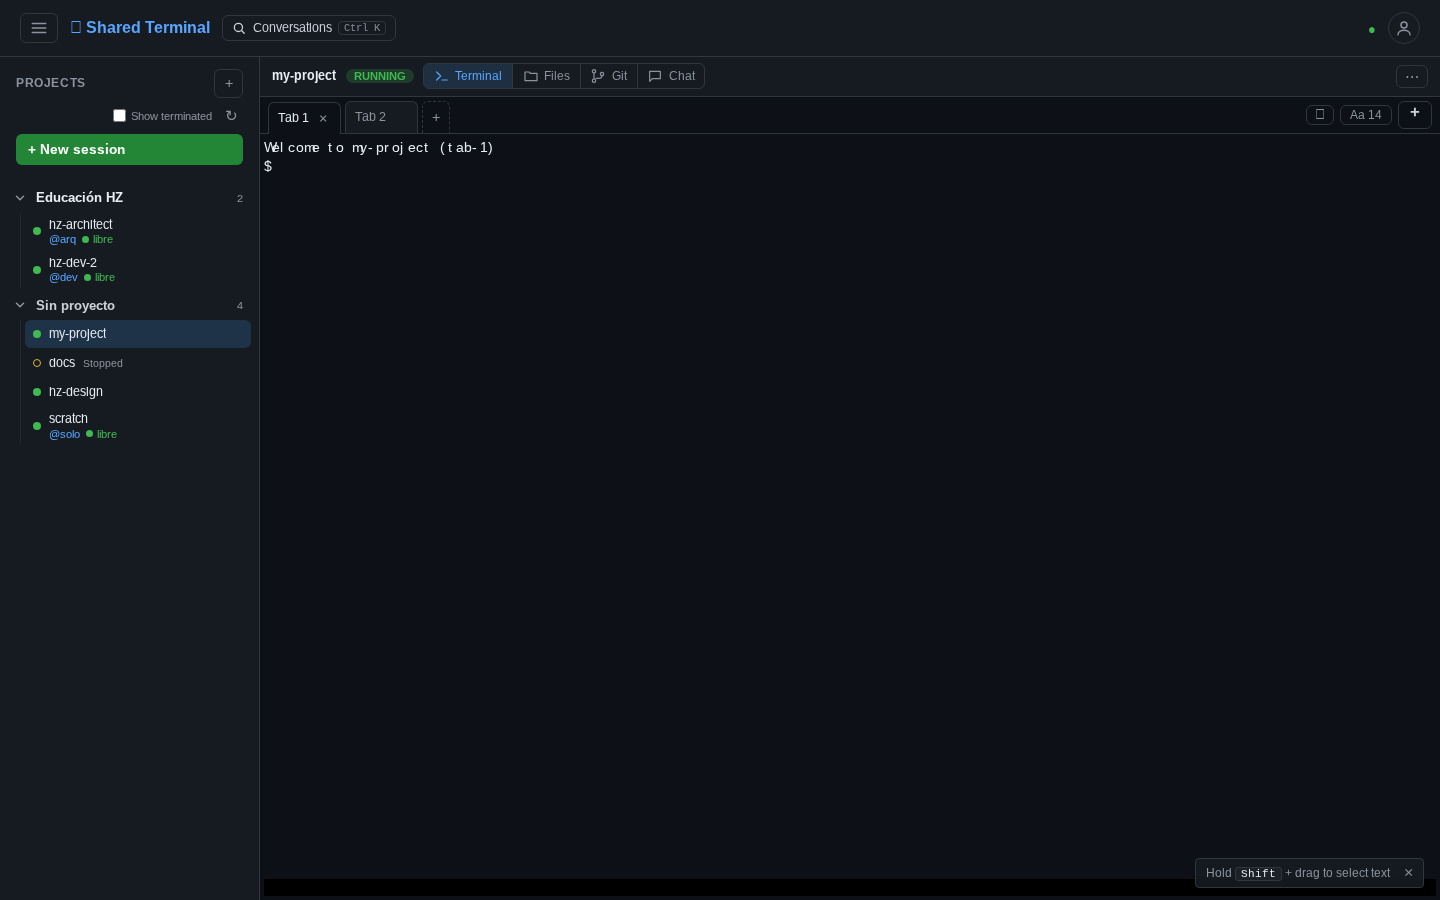 Shared Terminal
Conversations Ctrl K
PROJECTS +
Show terminated ↻
+ New session
Educación HZ 2
hz-architect
@arq libre
hz-dev-2
@dev libre
Sin proyecto 4
my-project
docs Stopped
hz-design
scratch
@solo libre
my-project RUNNING Terminal Files Git Chat ...
Tab 1 × Tab 2 + Aa 14 +
Welcome to my-project (tab-1)
$
Hold Shift + drag to select text ×